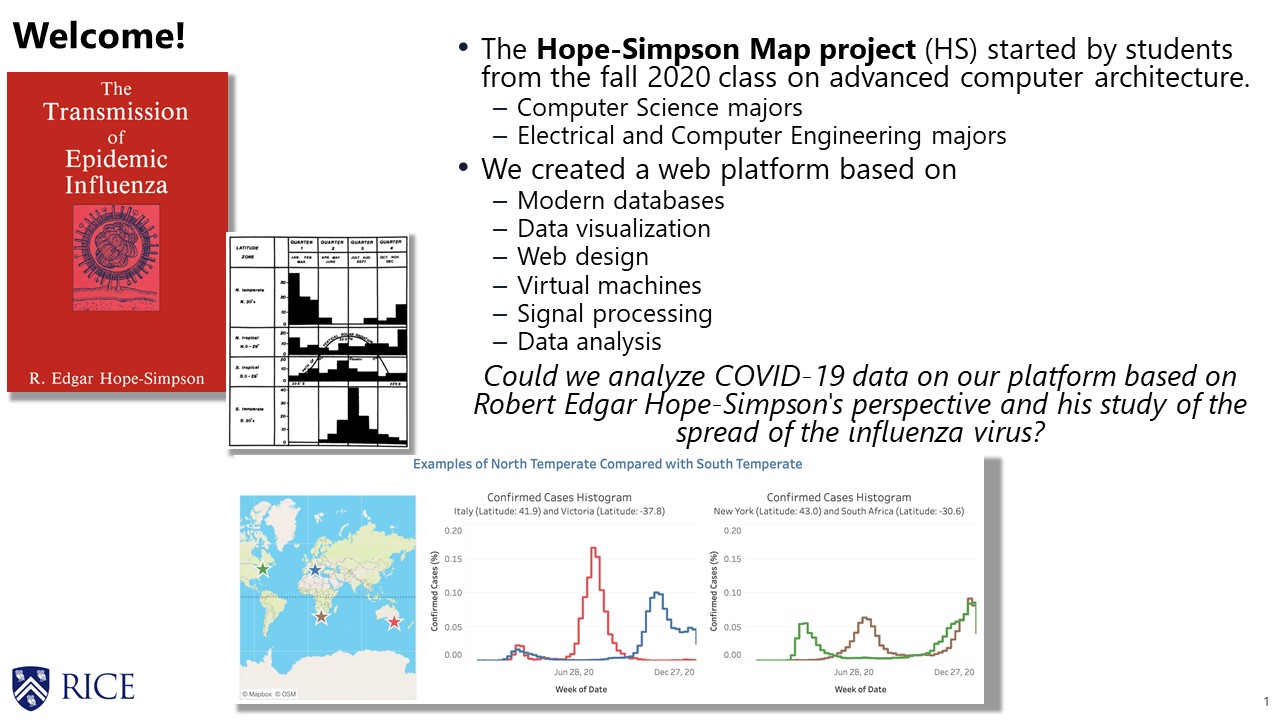 Welcome!
The
Transmission
of
Epidemic
Influenza
R. Edgar Hope-Simpson
LATITUDE
ZONE
QUARTER
1
QUARTER
2
QUARTER
3
QUARTER
4
JAN. FEB.
MAR.
APR. MAY
JUNE
JULY AUG.
SEPT.
OCT. NOV.
DEC.
N. temperate
N. 30°+
N. tropical
N.0-29°
S. tropical
S.0-29°
S. temperate
S. 30°+
• The Hope-Simpson Map project (HS) started by students
from the fall 2020 class on advanced computer architecture.
– Computer Science majors
– Electrical and Computer Engineering majors
• We created a web platform based on
– Modern databases
– Data visualization
– Web design
– Virtual machines
– Signal processing
– Data analysis
Could we analyze COVID-19 data on our platform based on
Robert Edgar Hope-Simpson's perspective and his study of the
spread of the influenza virus?
Examples of North Temperate Compared with South Temperate
© Mapbox © OSM
Confirmed Cases Histogram
Italy (Latitude: 41.9) and Victoria (Latitude: -37.8)
Confirmed Cases (%)
0.20
0.15
0.10
0.05
0.00
Jun 28, 20
Dec 27, 20
Week of Date
Confirmed Cases Histogram
New York (Latitude: 43.0) and South Africa (Latitude: -30.6)
Confirmed Cases (%)
0.20
0.15
0.10
0.05
0.00
Jun 28, 20
Dec 27, 20
Week of Date
RICE
1